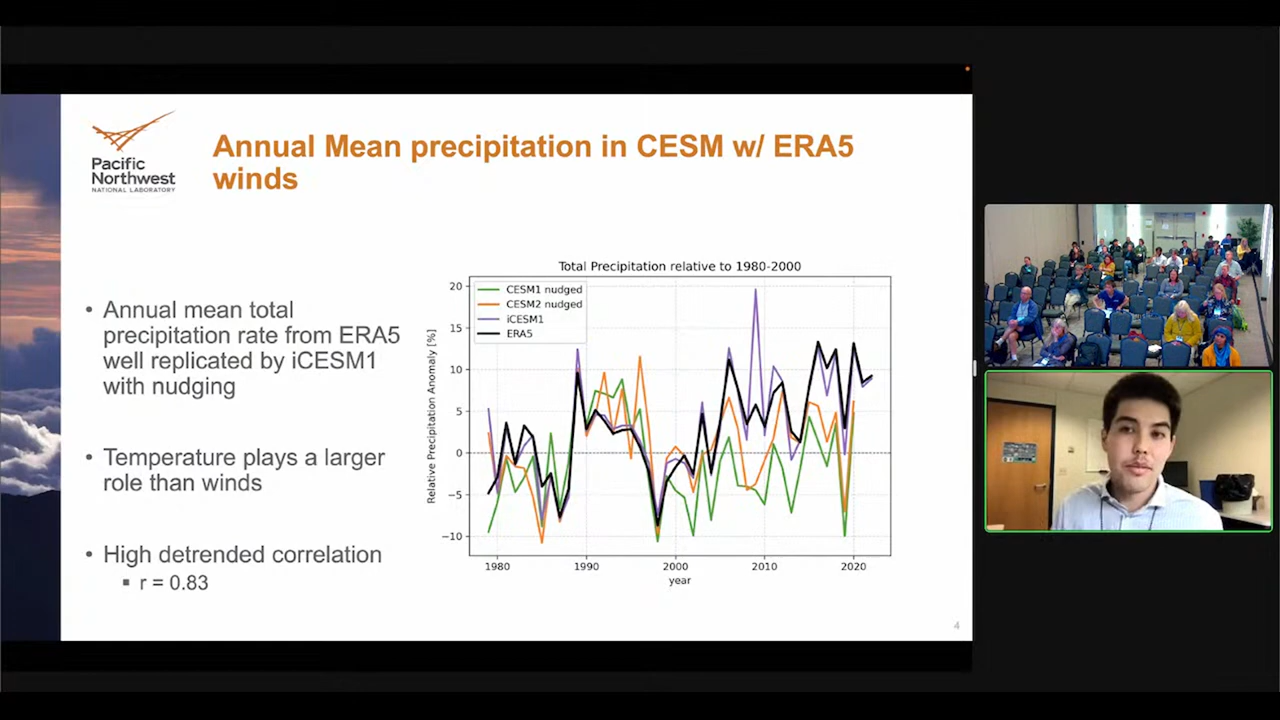 Pacific
Northwest
NATIONAL LABORATORY
Annual Mean precipitation in CESM w/ ERA5
winds
• Annual mean total
precipitation rate from ERA5
well replicated by iCESM1
with nudging
• Temperature plays a larger
role than winds
• High detrended correlation
▪ r = 0.83
Total Precipitation relative to 1980-2000
CESM1 nudged
CESM2 nudged
iCESM1
ERA5
Relative Precipitation Anomaly [%]
20
15
10
5
0
−5
−10
1980 1990 2000 2010 2020
year
4